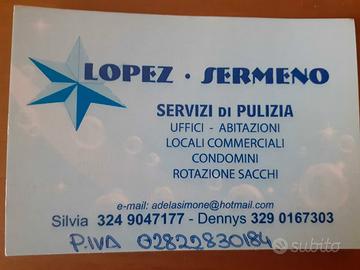 LOPEZ · SERMENO
SERVIZI DI PULIZIA
UFFICI - ABITAZIONI
LOCALI COMMERCIALI
CONDOMINI
ROTAZIONE SACCHI
e-mail: adelasimone@hotmail.com
Silvia 324 9047177 - Dennys 329 0167303
P.IVA 02822830184
subito